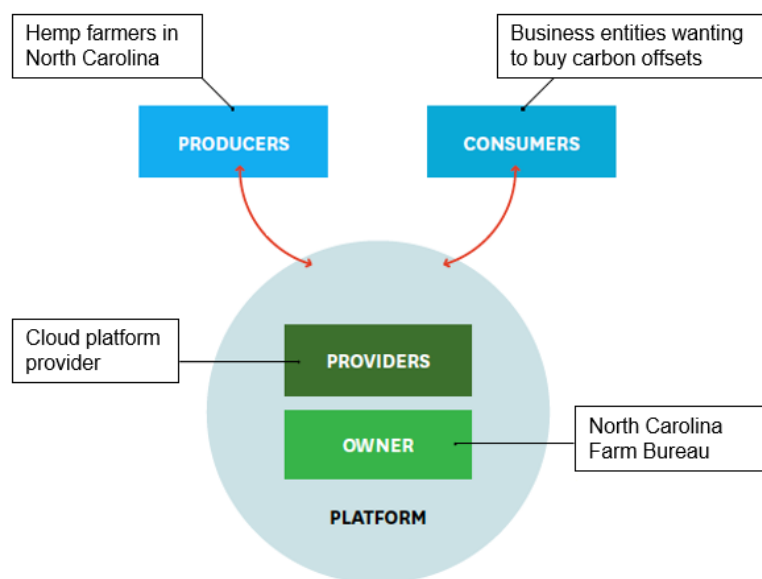 Hemp farmers in
North Carolina
Business entities wanting
to buy carbon offsets
PRODUCERS
CONSUMERS
Cloud platform
provider
PROVIDERS
OWNER
North Carolina
Farm Bureau
PLATFORM